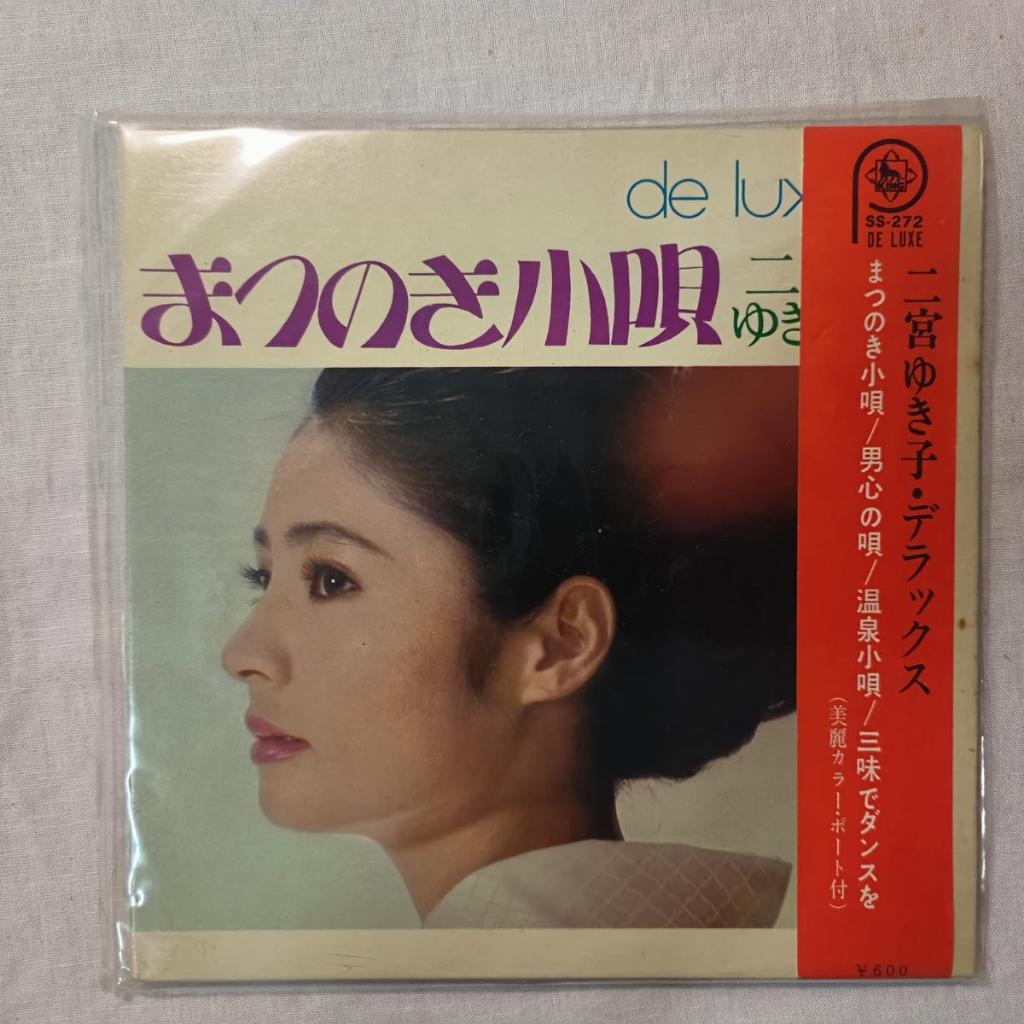 de lux
まつのき小唄
二
ゆき
KING
SS-272
DE LUXE
二宮ゆき子・デラックス
まつのき小唄/男心の唄/温泉小唄/三味でダンスを
(美麗カラー・ポート付)
¥600